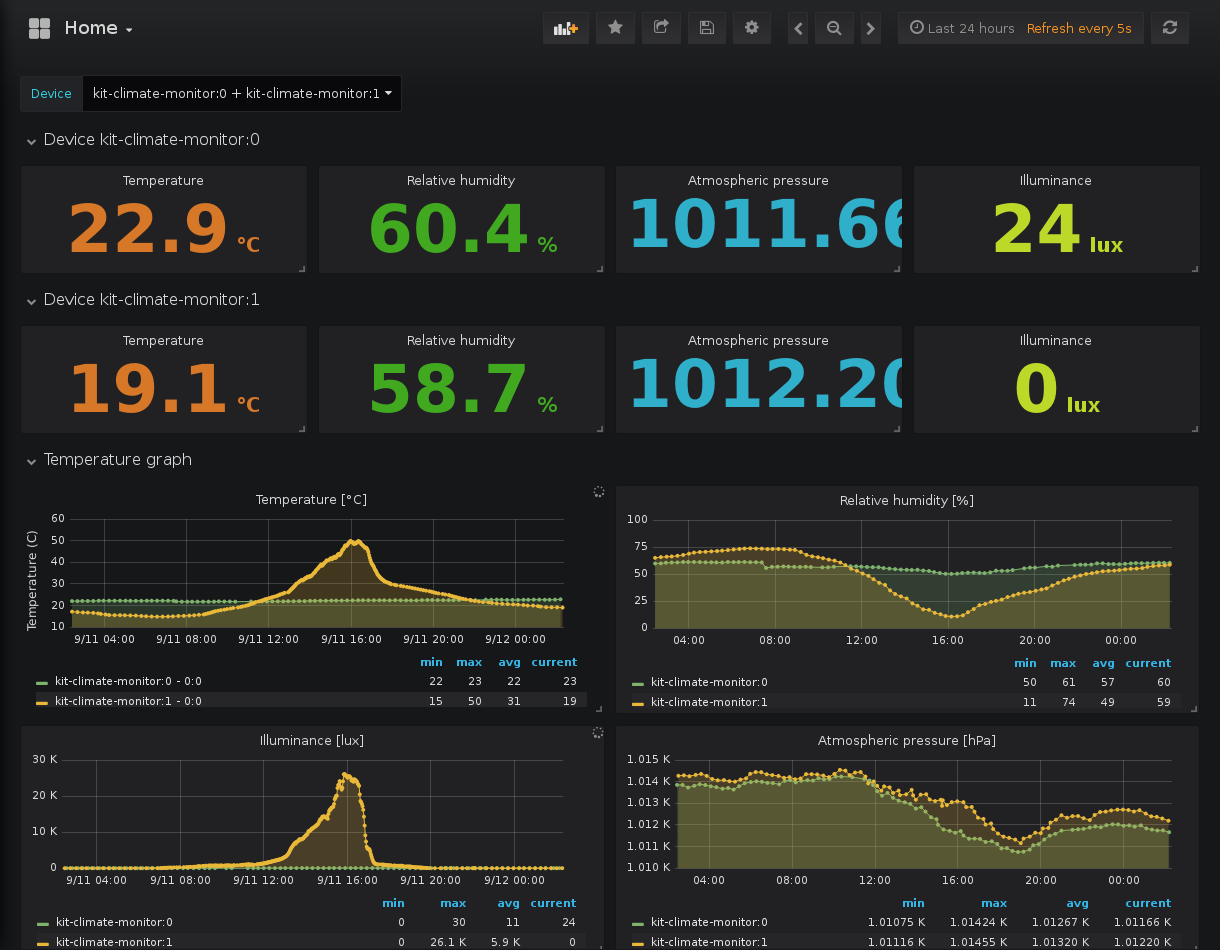 Home
Last 24 hours Refresh every 5s
Device kit-climate-monitor:0 + kit-climate-monitor:1
Device kit-climate-monitor:0
Temperature Relative humidity Atmospheric pressure Illuminance
22.9 °C 60.4 % 1011.66 24 lux
Device kit-climate-monitor:1
Temperature Relative humidity Atmospheric pressure Illuminance
19.1 °C 58.7 % 1012.20 0 lux
Temperature graph
Temperature [°C]
Temperature (C)
60
50
40
30
20
10
9/11 04:00 9/11 08:00 9/11 12:00 9/11 16:00 9/11 20:00 9/12 00:00
min max avg current
kit-climate-monitor:0 - 0:0 22 23 22 23
kit-climate-monitor:1 - 0:0 15 50 31 19
Relative humidity [%]
100
75
50
25
0
04:00 08:00 12:00 16:00 20:00 00:00
min max avg current
kit-climate-monitor:0 50 61 57 60
kit-climate-monitor:1 11 74 49 59
Illuminance [lux]
30 K
20 K
10 K
0
9/11 04:00 9/11 08:00 9/11 12:00 9/11 16:00 9/11 20:00 9/12 00:00
min max avg current
kit-climate-monitor:0 0 30 11 24
kit-climate-monitor:1 0 26.1 K 5.9 K 0
Atmospheric pressure [hPa]
1.015 K
1.014 K
1.013 K
1.012 K
1.011 K
1.010 K
04:00 08:00 12:00 16:00 20:00 00:00
min max avg current
kit-climate-monitor:0 1.01075 K 1.01424 K 1.01267 K 1.01166 K
kit-climate-monitor:1 1.01116 K 1.01455 K 1.01320 K 1.01220 K